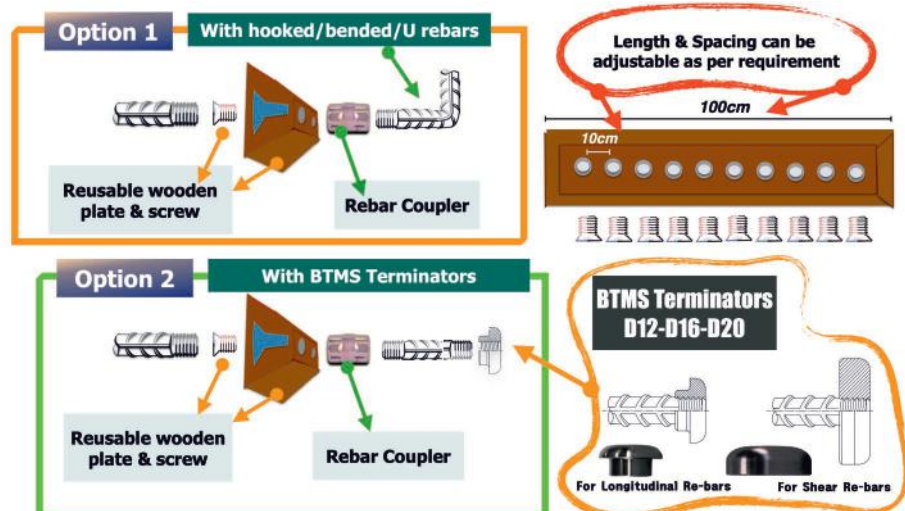 Option 1
With hooked/bended/U rebars
Reusable wooden
plate & screw
Rebar Coupler
Length & Spacing can be
adjustable as per requirement
100cm
10cm
Option 2
With BTMS Terminators
Reusable wooden
plate & screw
Rebar Coupler
BTMS Terminators
D12-D16-D20
For Longitudinal Re-bars
For Shear Re-bars